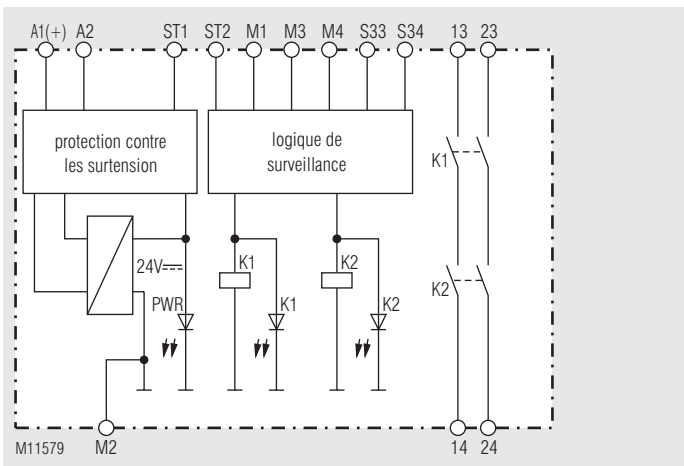 A1(+) A2 ST1 ST2 M1 M3 M4 S33 S34 13 23
protection contre
les surtension
logique de
surveillance
K1
24V
K1
K2
K2
PWR
K1
K2
M11579
M2
14 24